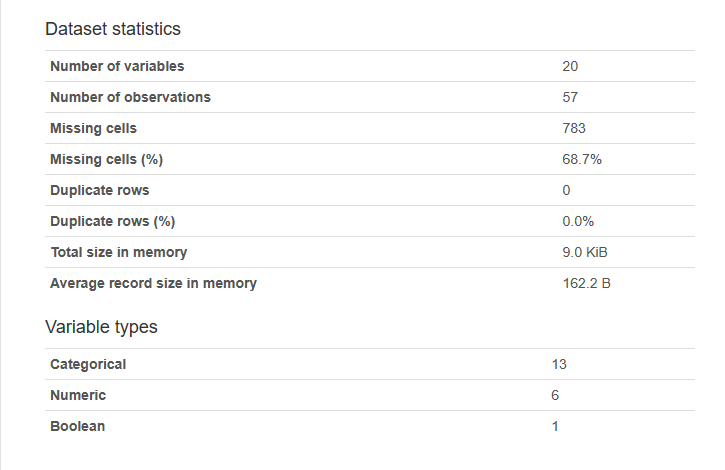 Dataset statistics
Number of variables 20
Number of observations 57
Missing cells 783
Missing cells (%) 68.7%
Duplicate rows 0
Duplicate rows (%) 0.0%
Total size in memory 9.0 KiB
Average record size in memory 162.2 B
Variable types
Categorical 13
Numeric 6
Boolean 1